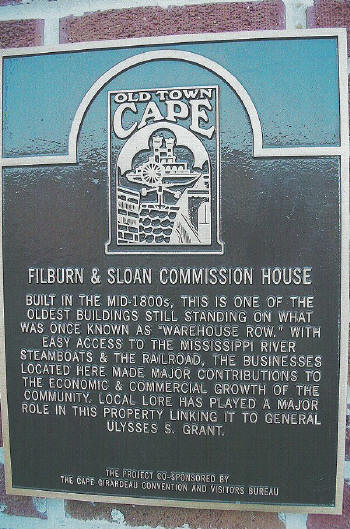 OLD TOWN
CAPE
FILBURN & SLOAN COMMISSION HOUSE
BUILT IN THE MID-1800s, THIS IS ONE OF THE
OLDEST BUILDINGS STILL STANDING ON WHAT
WAS ONCE KNOWN AS "WAREHOUSE ROW." WITH
EASY ACCESS TO THE MISSISSIPPI RIVER
STEAMBOATS & THE RAILROAD, THE BUSINESSES
LOCATED HERE MADE MAJOR CONTRIBUTIONS TO
THE ECONOMIC & COMMERCIAL GROWTH OF THE
COMMUNITY. LOCAL LORE HAS PLAYED A MAJOR
ROLE IN THIS PROPERTY LINKING IT TO GENERAL
ULYSSES S. GRANT.
THE PROJECT CO-SPONSORED BY
THE CAPE GIRARDEAU CONVENTION AND VISITORS BUREAU